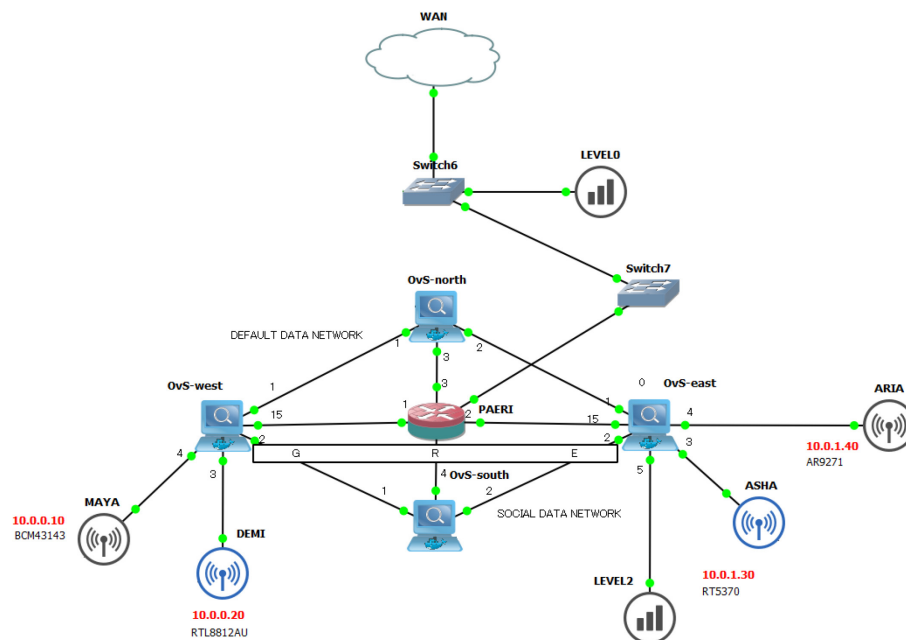 WAN
LEVEL0
Switch6
Switch7
OvS-north
DEFAULT DATA NETWORK
1
2
3
OvS-west
1
0
OvS-east
ARIA
3
1
15
1
2
PAERI
15
4
2
2
3
10.0.1.40
AR9271
4
3
G
R
E
5
4
OvS-south
ASHA
MAYA
1
2
SOCIAL DATA NETWORK
10.0.0.10
BCM43143
DEMI
10.0.1.30
RT5370
LEVEL2
10.0.0.20
RTL8812AU